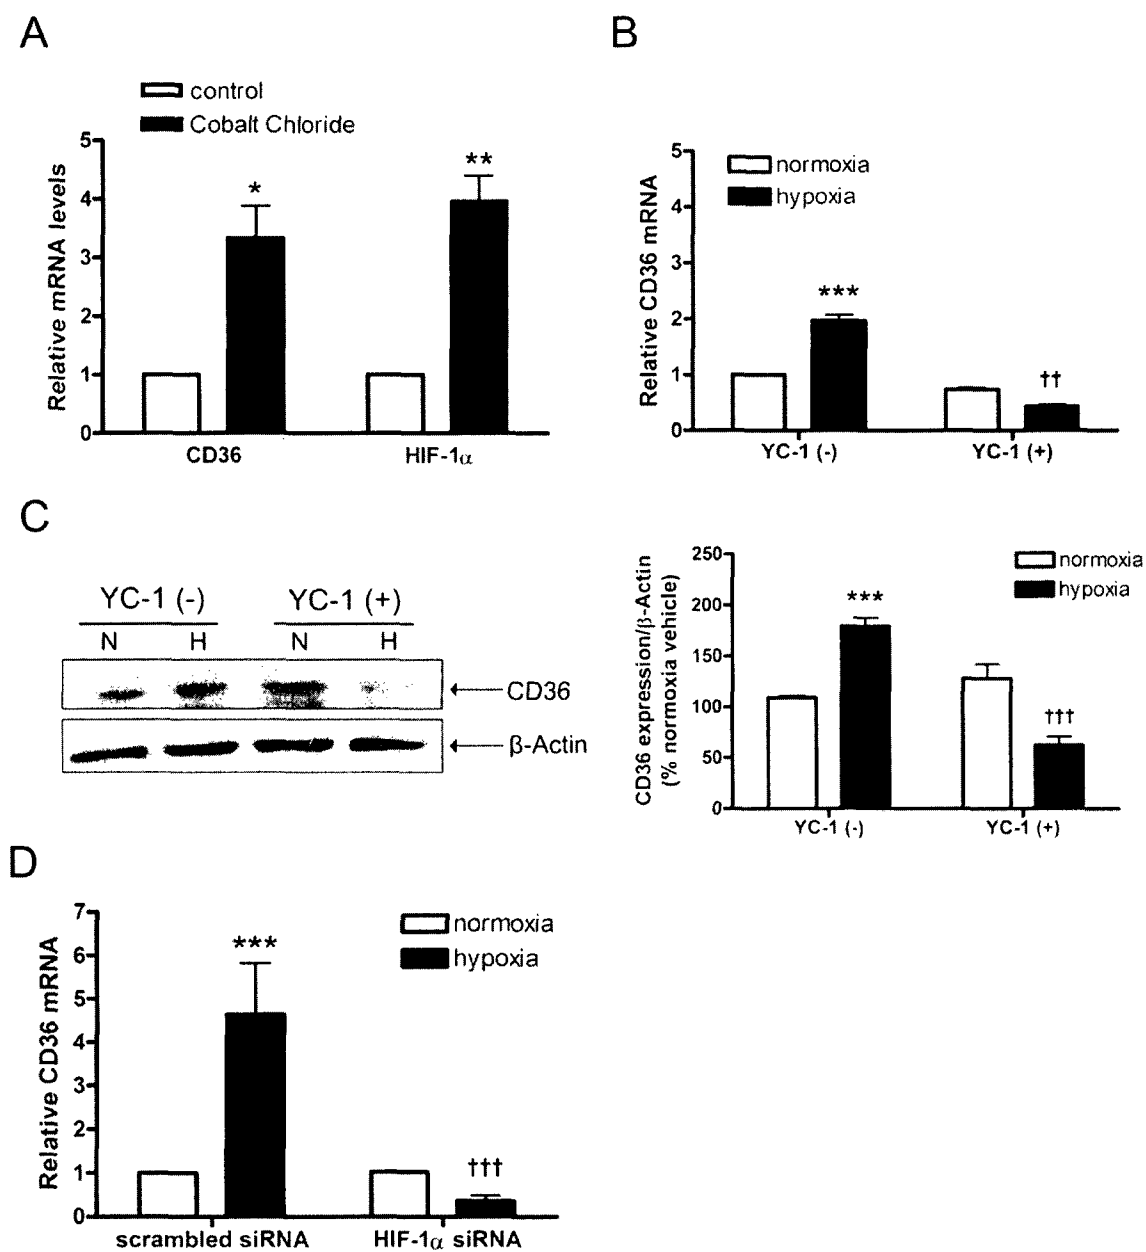 A
control
Cobalt Chloride
Relative mRNA levels
5
4
3
2
1
0
*
**
CD36
HIF-1α
B
normoxia
hypoxia
Relative CD36 mRNA
5
4
3
2
1
0
***
††
YC-1 (-)
YC-1 (+)
C
YC-1 (-)
YC-1 (+)
N
H
N
H
CD36
β-Actin
normoxia
hypoxia
CD36 expression/β-Actin
(% normoxia vehicle)
250
200
150
100
50
0
***
†††
YC-1 (-)
YC-1 (+)
D
normoxia
hypoxia
Relative CD36 mRNA
7
6
5
4
3
2
1
0
***
†††
scrambled siRNA
HIF-1α siRNA